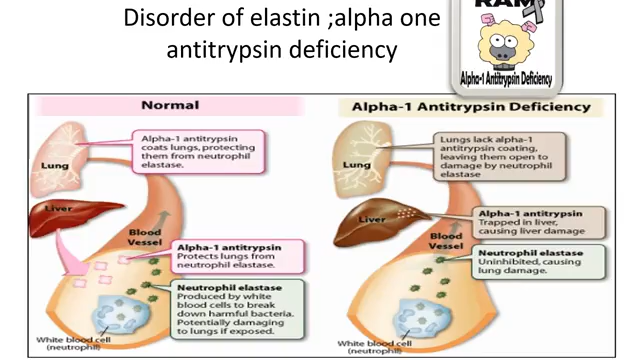 Disorder of elastin ;alpha one
antitrypsin deficiency
RAM
Alpha-1 Antitrypsin Deficiency
Normal
Alpha-1 antitrypsin
coats lungs, protecting
them from neutrophil
elastase.
Lung
Liver
Blood
Vessel
Alpha-1 antitrypsin
Protects lungs from
neutrophil elastase.
Neutrophil elastase
Produced by white
blood cells to break
down harmful bacteria.
Potentially damaging
to lungs if exposed.
White blood cell
(neutrophil)
Alpha-1 Antitrypsin Deficiency
Lungs lack alpha-1
antitrypsin coating,
leaving them open to
damage by neutrophil
elastase
Lung
Liver
Alpha-1 antitrypsin
Trapped in liver,
causing liver damage
Blood
Vessel
Neutrophil elastase
Uninhibited, causing
lung damage.
White blood cell
(neutrophil)